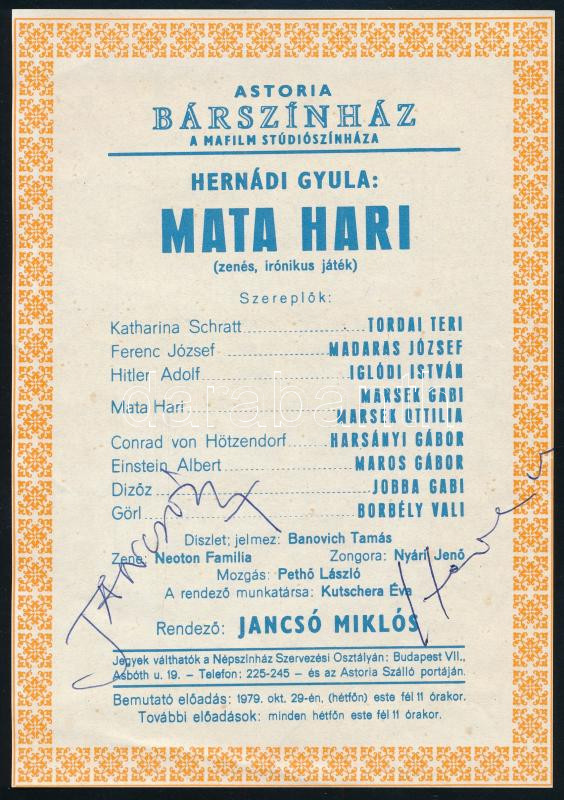 ASTORIA
BÁRSZÍNHÁZ
A MAFILM STÚDIÓSZÍNHÁZA
HERNÁDI GYULA:
MATA HARI
(zenés, irónikus játék)
Szereplők:
Katharina Schratt TORDAI TERI
Ferenc József MADARAS JÓZSEF
Hitler Adolf IGLÓDI ISTVÁN
Mata Hari MARSEK GABI
MARSEK OTTILIA
Conrad von Hötzendorf HARSÁNYI GÁBOR
Einstein Albert MAROS GÁBOR
Dizőz JOBBA GABI
Görl BORBÉLY VALI
Diszlet; jelmez: Banovich Tamás
Zene: Neoton Familia Zongora: Nyári Jenő
Mozgás: Pethő László
A rendező munkatársa: Kutschera Éva
Rendező: JANCSÓ MIKLÓS
JANCSÓ
Jegyek válthatók a Népszínház Szervezési Osztályán: Budapest VII.,
Asbóth u. 19. – Telefon: 225-245 – és az Astoria Szálló portáján.
Bemutató előadás: 1979. okt. 29-én, (hétfőn) este fél 11 órakor.
További előadások: minden hétfőn este fél 11 órakor.
darabanth